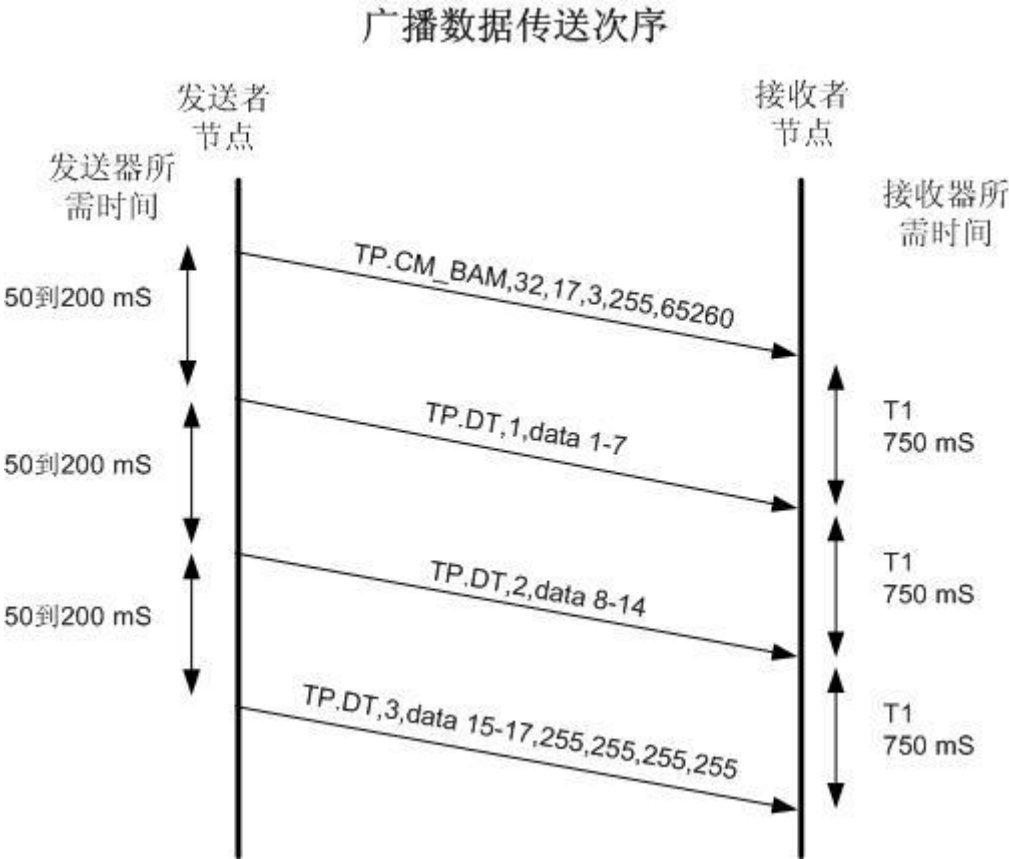 广播数据传送次序
发送者
节点
接收者
节点
发送器所
需时间
接收器所
需时间
TP.CM_BAM,32,17,3,255,65260
50到200 mS
TP.DT,1,data 1-7
T1
750 mS
50到200 mS
TP.DT,2,data 8-14
T1
750 mS
50到200 mS
TP.DT,3,data 15-17,255,255,255,255
T1
750 mS